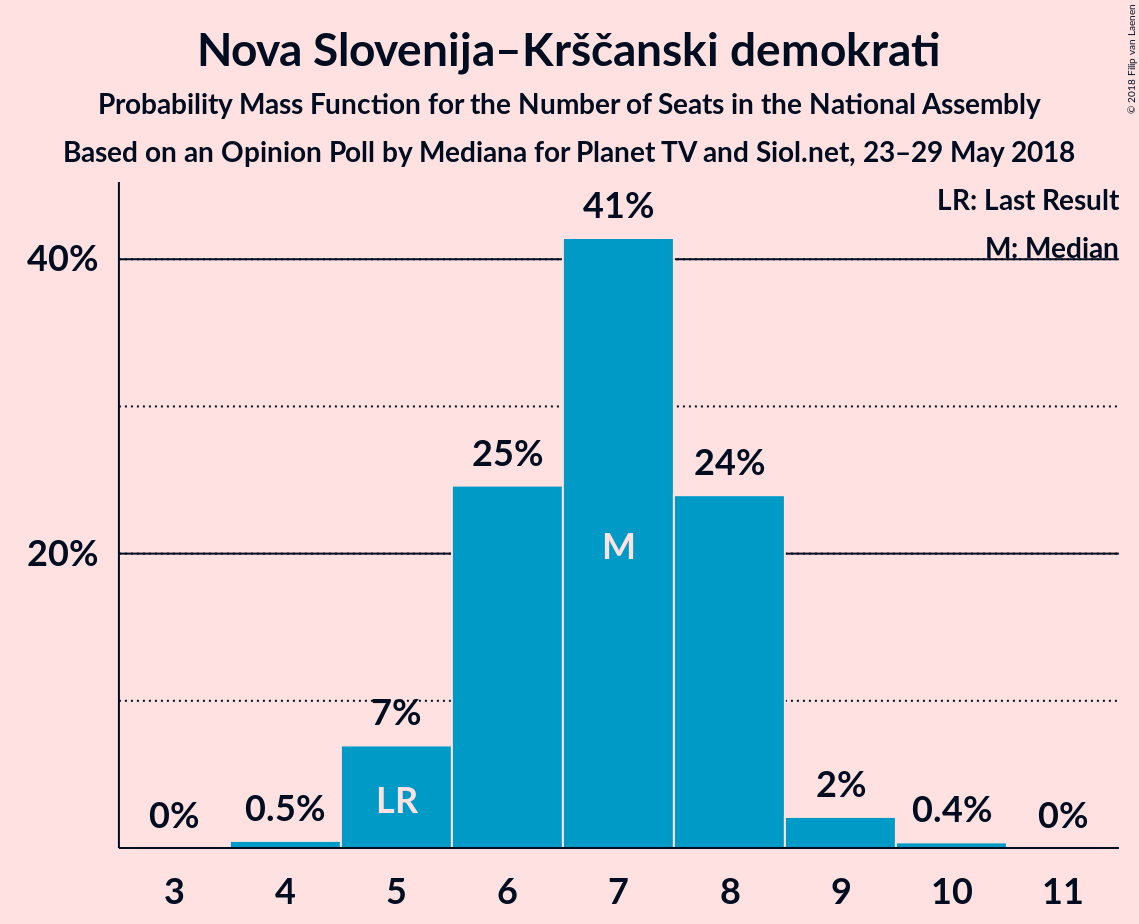 Nova Slovenija–Krščanski demokrati
Probability Mass Function for the Number of Seats in the National Assembly
Based on an Opinion Poll by Mediana for Planet TV and Siol.net, 23–29 May 2018
© 2018 Filip van Laenen
LR: Last Result
M: Median
40%
20%
0%
0.5%
7%
25%
41%
24%
2%
0.4%
0%
LR
M
3 4 5 6 7 8 9 10 11